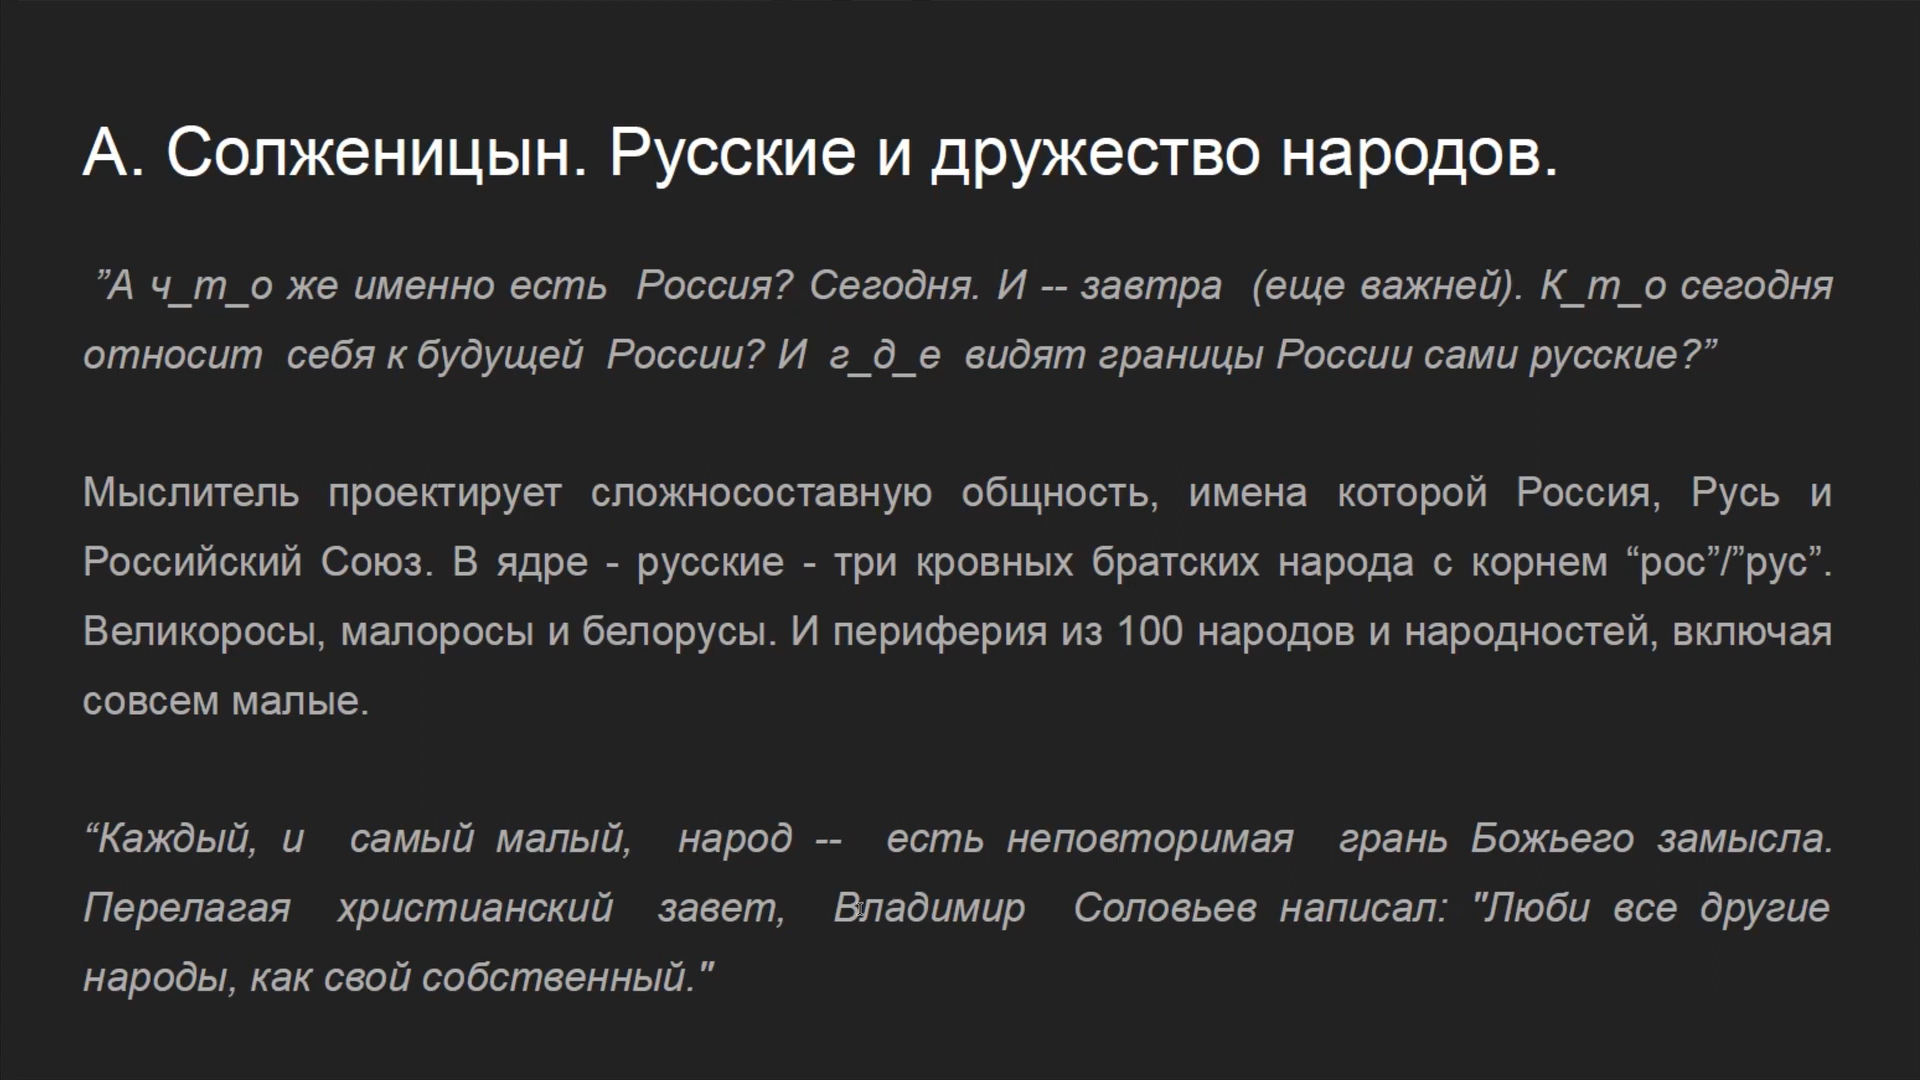 А. Солженицын. Русские и дружество народов.
”А ч_т_о же именно есть Россия? Сегодня. И -- завтра (еще важней). К_т_о сегодня
относит себя к будущей России? И г_д_е видят границы России сами русские?”
Мыслитель проектирует сложносоставную общность, имена которой Россия, Русь и
Российский Союз. В ядре - русские - три кровных братских народа с корнем “рос”/”рус”.
Великоросы, малоросы и белорусы. И периферия из 100 народов и народностей, включая
совсем малые.
“Каждый, и самый малый, народ -- есть неповторимая грань Божьего замысла.
Перелагая христианский завет, Владимир Соловьев написал: "Люби все другие
народы, как свой собственный."